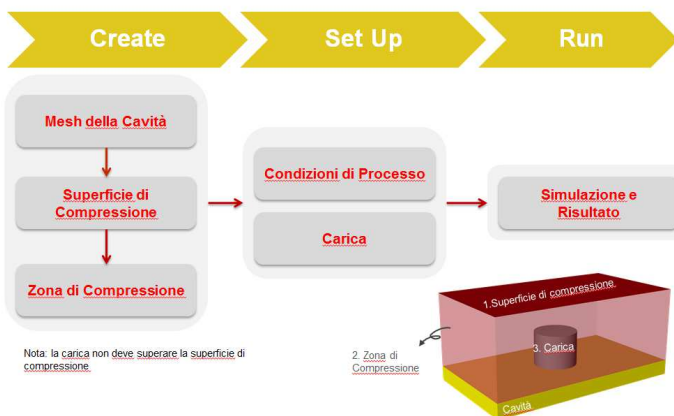 Create
Set Up
Run
Mesh della Cavità
Superficie di
Compressione
Zona di Compressione
Condizioni di Processo
Carica
Simulazione e
Risultato
Nota: la carica non deve superare la superficie di
compressione
1.Superficie di compressione
2. Zona di
Compressione
3. Carica
Cavità